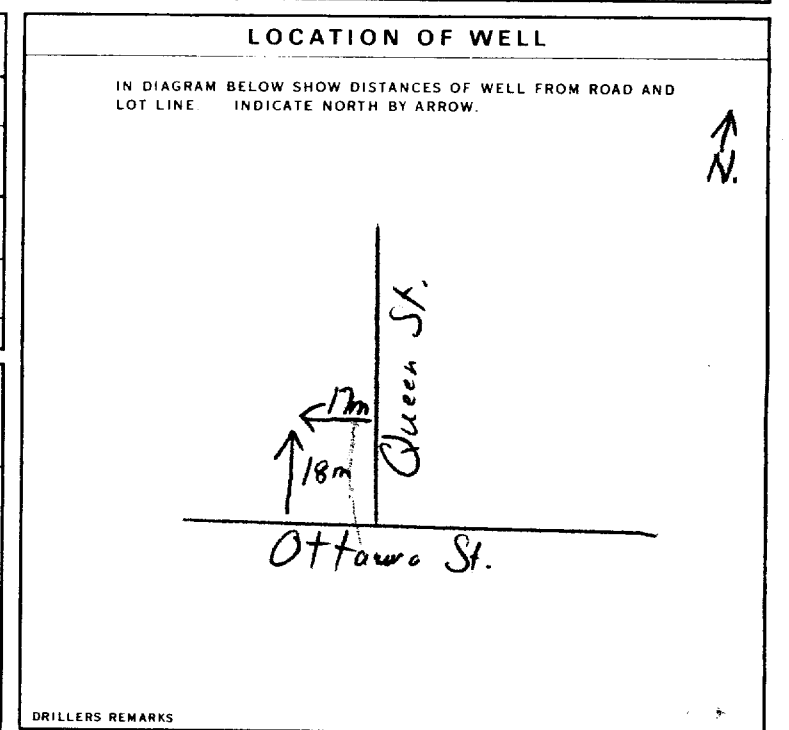 LOCATION OF WELL
IN DIAGRAM BELOW SHOW DISTANCES OF WELL FROM ROAD AND
LOT LINE. INDICATE NORTH BY ARROW.
N.
Queen St.
17m
18m
Ottawa St.
DRILLERS REMARKS